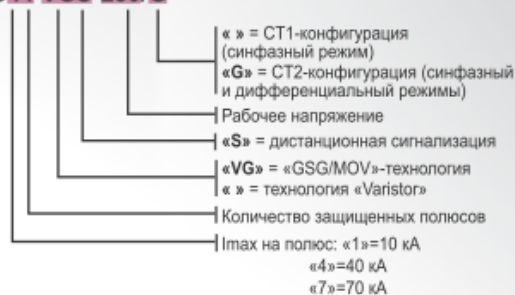 « » = СТ1-конфигурация
(синфазный режим)
«G» = СТ2-конфигурация (синфазный
и дифференциальный режимы)
Рабочее напряжение
«S» = дистанционная сигнализация
«VG» = «GSG/MOV»-технология
« » = технология «Varistor»
Количество защищенных полюсов
Imax на полюс: «1»=10 кА
«4»=40 кА
«7»=70 кА